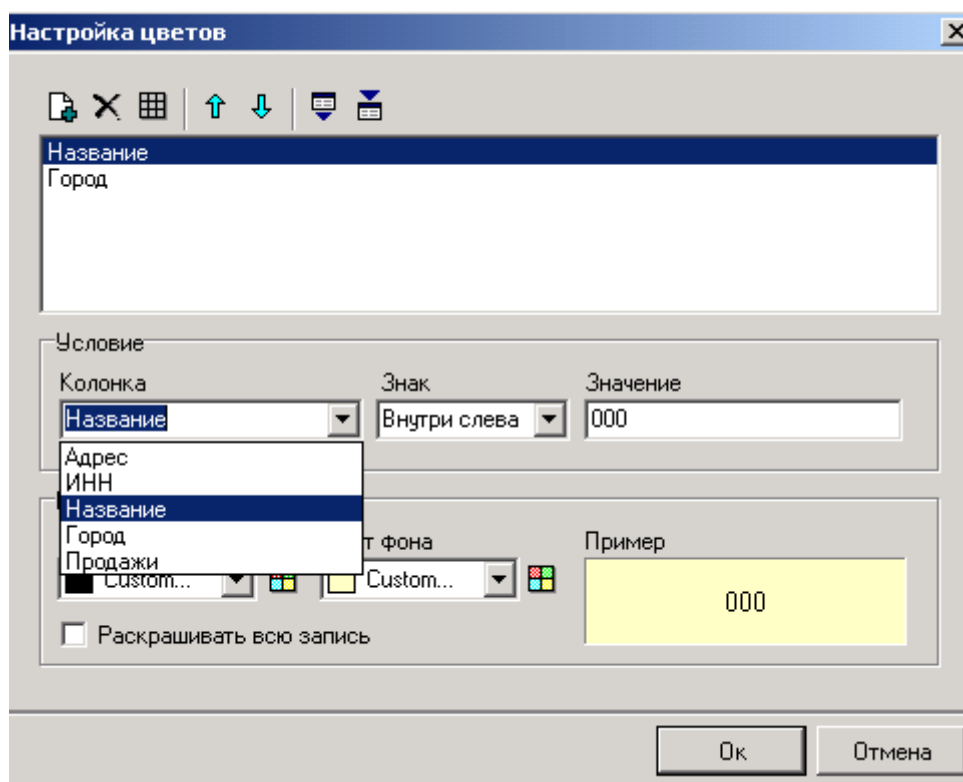 Настройка цветов
Название
Город
Условие
Колонка Знак Значение
Название Внутри слева 000
Адрес
ИНН
Название
Город
Продажи
фона Пример
Custom... Custom... 000
Раскрашивать всю запись
Ок Отмена